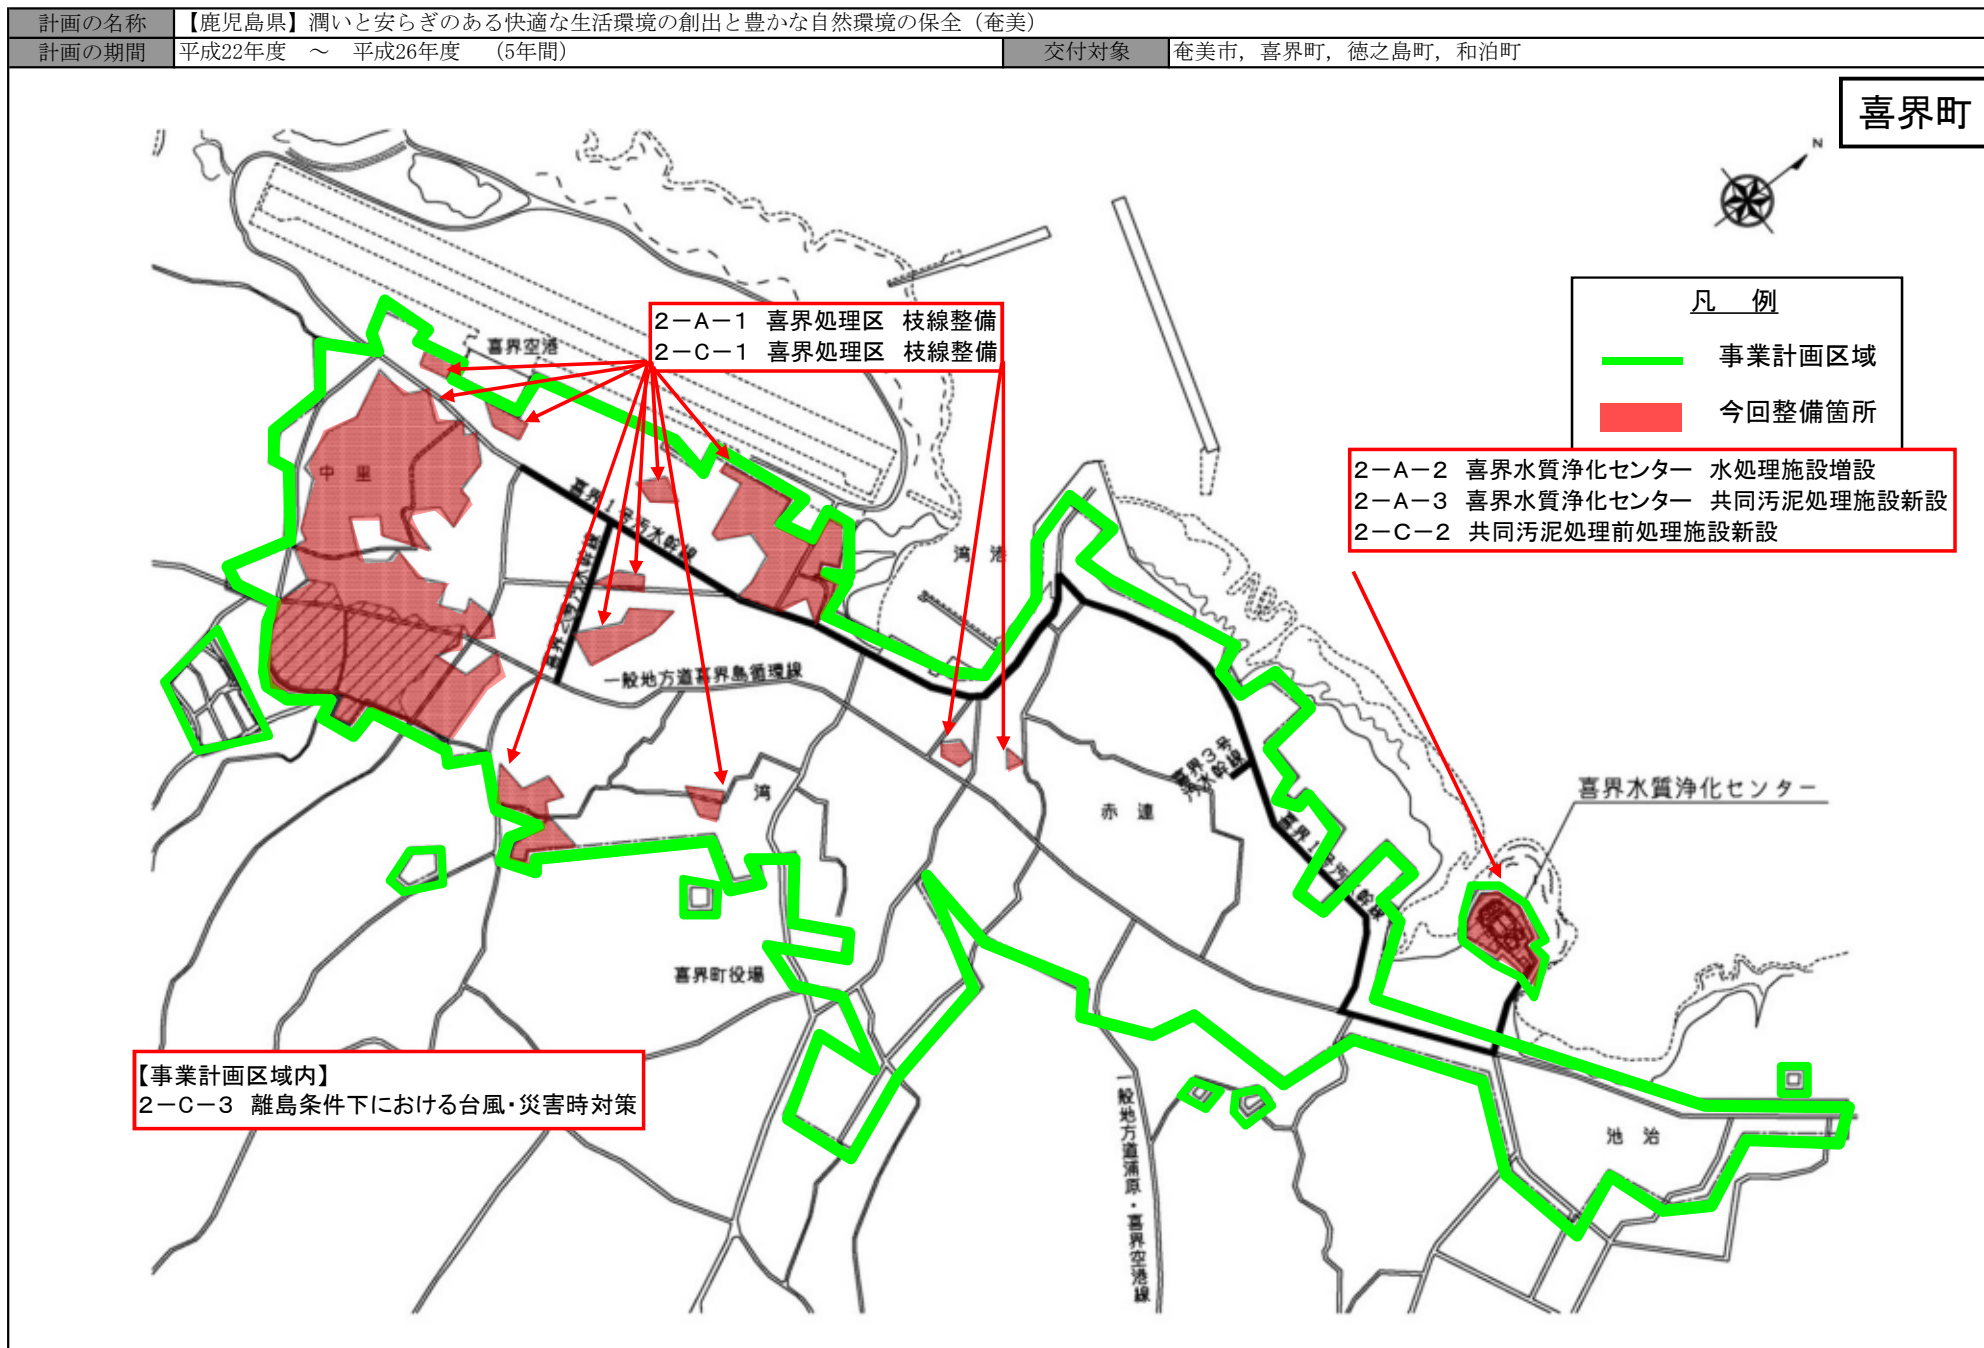 計画の名称 【鹿児島県】潤いと安らぎのある快適な生活環境の創出と豊かな自然環境の保全（奄美）
計画の期間 平成22年度 ～ 平成26年度 （5年間） 交付対象 奄美市，喜界町，徳之島町，和泊町
喜界町
N
凡 例
事業計画区域
今回整備箇所
2－A－1 喜界処理区 枝線整備
2－C－1 喜界処理区 枝線整備
2－A－2 喜界水質浄化センター 水処理施設増設
2－A－3 喜界水質浄化センター 共同汚泥処理施設新設
2－C－2 共同汚泥処理前処理施設新設
喜界空港
中里
喜界1号汚水幹線
喜界2号汚水幹線
湾港
一般地方道喜界島循環線
喜界3号
汚水幹線
赤連
湾
喜界1号汚水幹線
喜界水質浄化センター
喜界町役場
【事業計画区域内】
2－C－3 離島条件下における台風・災害時対策
一般地方道浦原・喜界空港線
池治